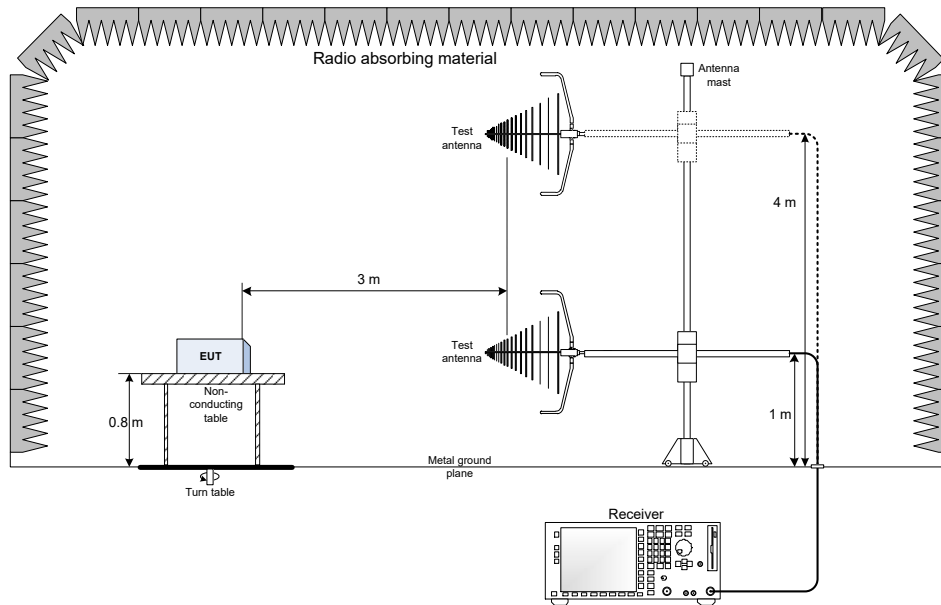 Radio absorbing material
Antenna
mast
Test
antenna
4 m
3 m
Test
antenna
EUT
Non-
conducting
table
0.8 m
1 m
Metal ground
plane
Turn table
Receiver